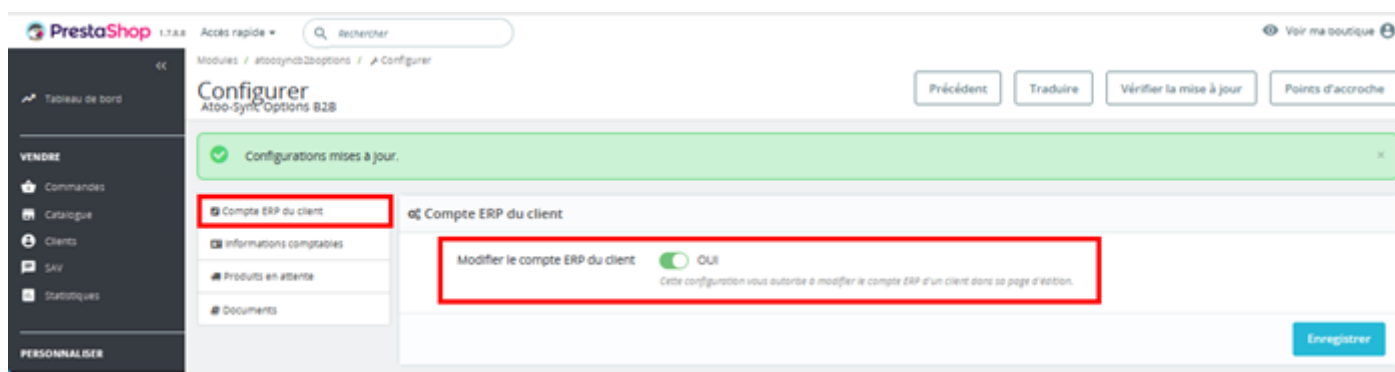 PrestaShop 1.7.8.8 Accès rapide Rechercher Voir ma boutique
Modules / atoosyncb2boptions / Configurer
Configurer
Atoo-Sync Options B2B
Précédent Traduire Vérifier la mise à jour Points d'accroche
Tableau de bord
VENDRE
Commandes
Catalogue
Clients
SAV
Statistiques
PERSONNALISER
Configurations mises à jour.
Compte ERP du client
Informations comptables
Produits en attente
Documents
Compte ERP du client
Modifier le compte ERP du client OUI
Cette configuration vous autorise à modifier le compte ERP d'un client dans sa page d'édition.
Enregistrer